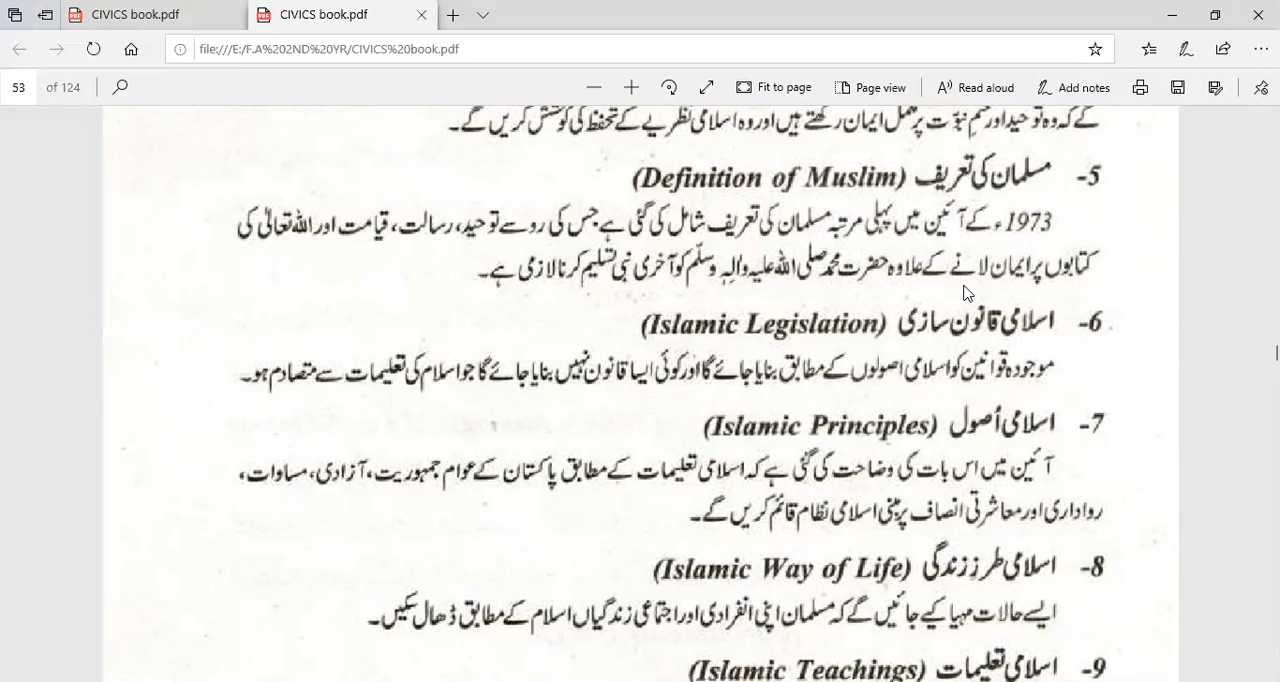 CIVICS book.pdf
CIVICS book.pdf
file:///E:/F.A%202ND%20YR/CIVICS%20book.pdf
53 of 124
Fit to page
Page view
Read aloud
Add notes
کے کہ وہ توحید اور ختم نبوّت پر مکمل ایمان رکھتے ہیں اور وہ اسلامی نظریے کے تحفظ کی کوشش کریں گے۔
5- مسلمان کی تعریف (Definition of Muslim)
1973ء کے آئین میں پہلی مرتبہ مسلمان کی تعریف شامل کی گئی ہے جس کی رو سے توحید، رسالت، قیامت اور اللہ تعالٰی کی
کتابوں پر ایمان لانے کے علاوہ حضرت محمد صلی اللہ علیہ والہٖ وسلّم کو آخری نبی تسلیم کرنا لازمی ہے۔
6- اسلامی قانون سازی (Islamic Legislation)
موجودہ قوانین کو اسلامی اصولوں کے مطابق بنایا جائے گا اور کوئی ایسا قانون نہیں بنایا جائے گا جو اسلام کی تعلیمات سے متصادم ہو۔
7- اسلامی اُصول (Islamic Principles)
آئین میں اس بات کی وضاحت کی گئی ہے کہ اسلامی تعلیمات کے مطابق پاکستان کے عوام جمہوریت، آزادی، مساوات،
رواداری اور معاشرتی انصاف پر مبنی اسلامی نظام قائم کریں گے۔
8- اسلامی طرز زندگی (Islamic Way of Life)
ایسے حالات مہیا کیے جائیں گے کہ مسلمان اپنی انفرادی اور اجتماعی زندگیاں اسلام کے مطابق ڈھال سکیں۔
9- اسلامی تعلیمات (Islamic Teachings)